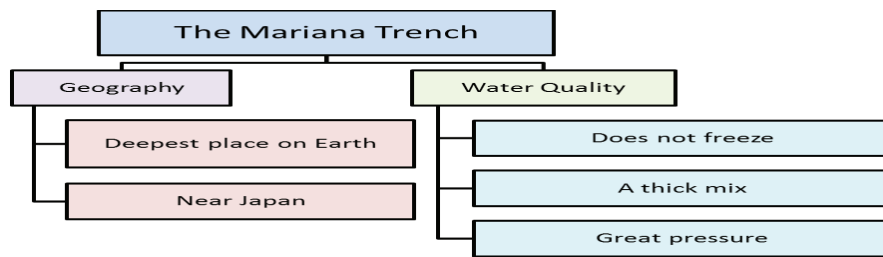 The Mariana Trench
Geography
Deepest place on Earth
Near Japan
Water Quality
Does not freeze
A thick mix
Great pressure